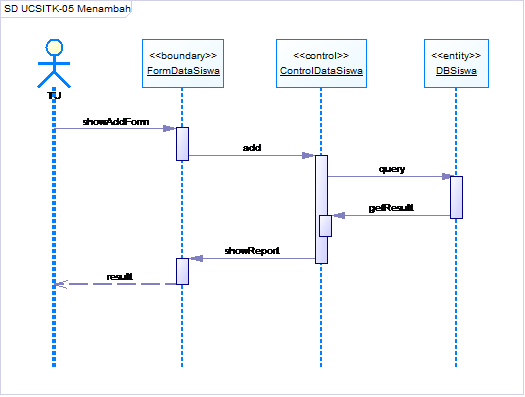 SD UCSITK-05 Menambah
<<boundary>>
FormDataSiswa
<<control>>
ControlDataSiswa
<<entity>>
DBSiswa
TU
showAddForm
add
query
getResult
showReport
result